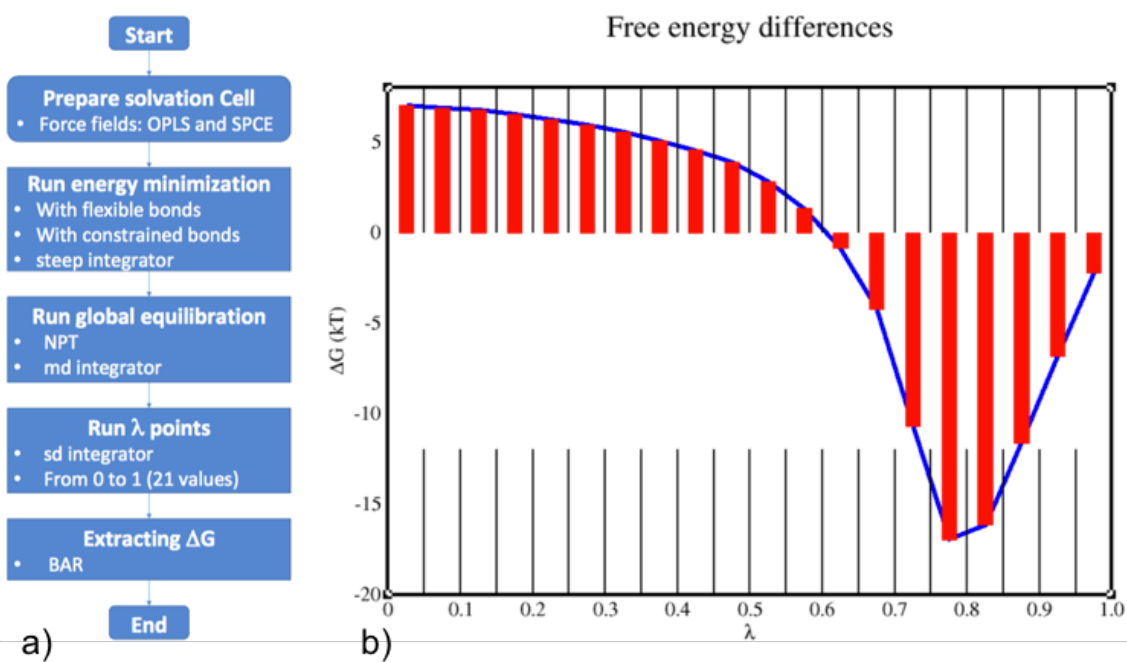 Start
Prepare solvation Cell
• Force fields: OPLS and SPCE
Run energy minimization
• With flexible bonds
• With constrained bonds
• steep integrator
Run global equilibration
• NPT
• md integrator
Run λ points
• sd integrator
• From 0 to 1 (21 values)
Extracting ΔG
• BAR
End
a)
Free energy differences
5
0
-5
-10
-15
-20
ΔG (kT)
0 0.1 0.2 0.3 0.4 0.5 0.6 0.7 0.8 0.9 1.0
λ
b)